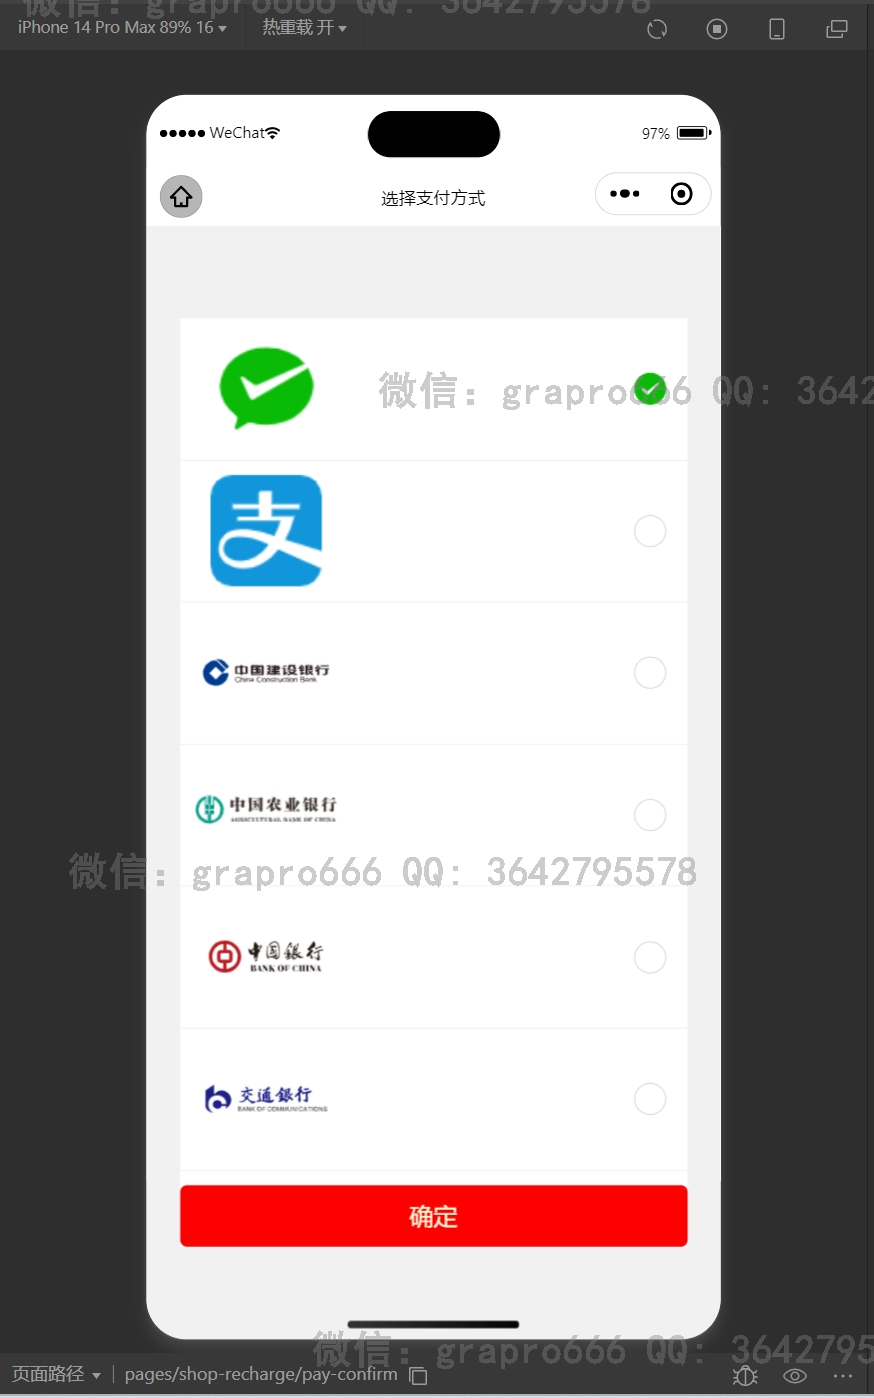 微信：grapro666 QQ: 3642795578
iPhone 14 Pro Max 89% 16
热重载 开
WeChat
97%
选择支付方式
微信：grapro666 QQ: 3642
支
中国建设银行
China Construction Bank
中国农业银行
AGRICULTURAL BANK OF CHINA
微信：grapro666 QQ: 3642795578
中国银行
BANK OF CHINA
交通銀行
BANK OF COMMUNICATIONS
确定
微信：grapro666 QQ: 3642795
页面路径
pages/shop-recharge/pay-confirm